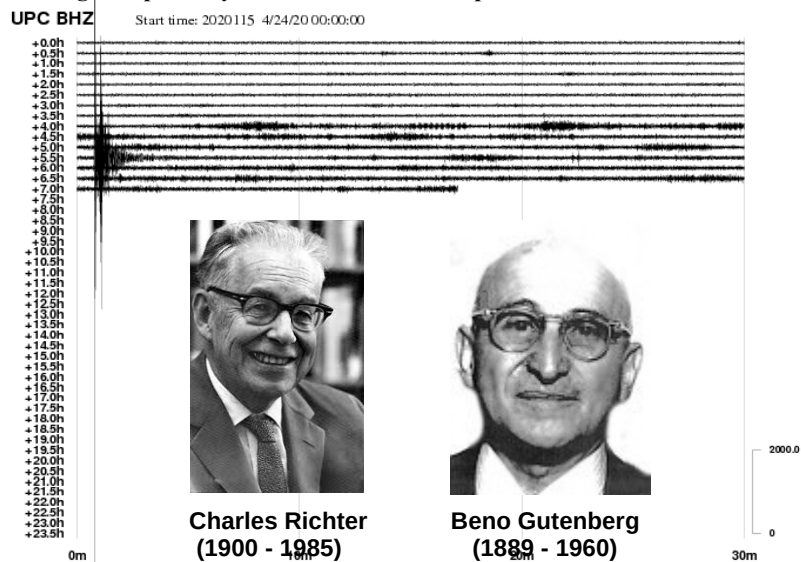 UPC BHZ Start time: 2020115 4/24/20 00:00:00
+0.0h
+0.5h
+1.0h
+1.5h
+2.0h
+2.5h
+3.0h
+3.5h
+4.0h
+4.5h
+5.0h
+5.5h
+6.0h
+6.5h
+7.0h
+7.5h
+8.0h
+8.5h
+9.0h
+9.5h
+10.0h
+10.5h
+11.0h
+11.5h
+12.0h
+12.5h
+13.0h
+13.5h
+14.0h
+14.5h
+15.0h
+15.5h
+16.0h
+16.5h
+17.0h
+17.5h
+18.0h
+18.5h
+19.0h
+19.5h
+20.0h
+20.5h
+21.0h
+21.5h
+22.0h
+22.5h
+23.0h
+23.5h
2000.0
0
Charles Richter
(1900 - 1985)
Beno Gutenberg
(1889 - 1960)
0m 10m 20m 30m